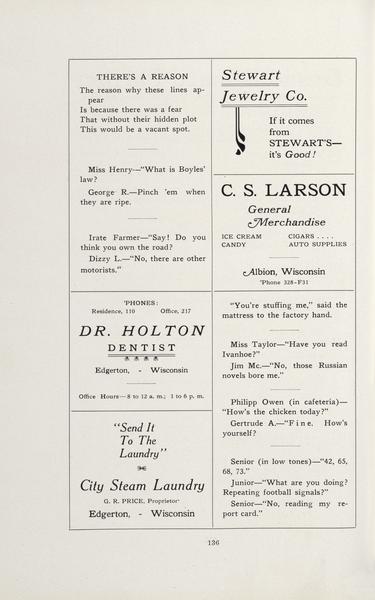 THERE'S A REASON
The reason why these lines ap-
pear
Is because there was a fear
That without their hidden plot
This would be a vacant spot.
Miss Henry—"What is Boyles'
law?
George R.—Pinch 'em when
they are ripe.
Irate Farmer—"Say! Do you
think you own the road?
Dizzy L.—"No, there are other
motorists."
'PHONES:
Residence, 110 Office, 217
DR. HOLTON
DENTIST
Edgerton, - Wisconsin
Office Hours—8 to 12 a. m.; 1 to 6 p. m.
"Send It
To The
Laundry"
City Steam Laundry
G. R. PRICE, Proprietor
Edgerton, - Wisconsin
Stewart
Jewelry Co.
If it comes
from
STEWART'S—
it's Good!
C. S. LARSON
General
Merchandise
ICE CREAM CIGARS . . . .
CANDY AUTO SUPPLIES
Albion, Wisconsin
'Phone 328-F31
"You're stuffing me," said the
mattress to the factory hand.
Miss Taylor—"Have you read
Ivanhoe?"
Jim Mc.—"No, those Russian
novels bore me."
Philipp Owen (in cafeteria)—
"How's the chicken today?"
Gertrude A.—"Fine. How's
yourself?
Senior (in low tones)—"42, 65,
68, 73."
Junior—"What are you doing?
Repeating football signals?"
Senior—"No, reading my re-
port card."
136